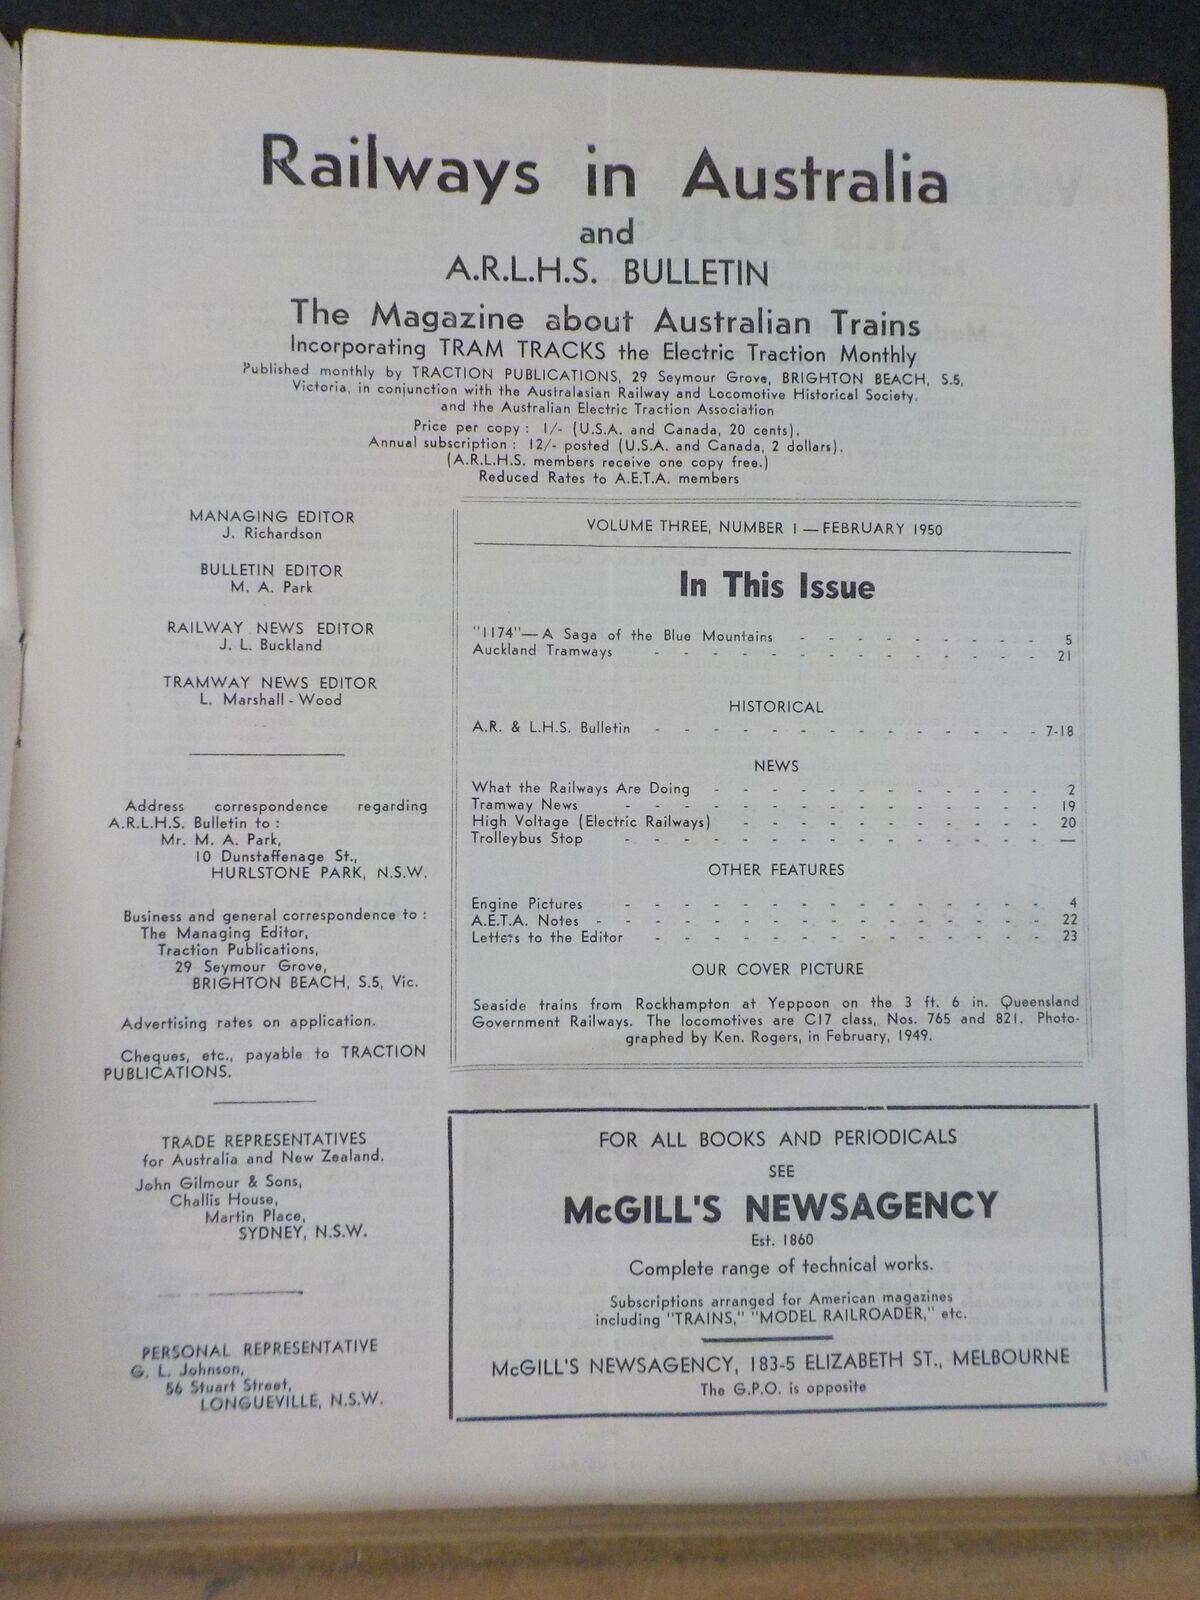 Railways in Australia
and
A.R.L.H.S. BULLETIN
The Magazine about Australian Trains
Incorporating TRAM TRACKS the Electric Traction Monthly
Published monthly by TRACTION PUBLICATIONS, 29 Seymour Grove, BRIGHTON BEACH, S.5,
Victoria, in conjunction with the Australasian Railway and Locomotive Historical Society,
and the Australian Electric Traction Association
Price per copy : 1/- (U.S.A. and Canada, 20 cents).
Annual subscription : 12/- posted (U.S.A. and Canada, 2 dollars).
(A.R.L.H.S. members receive one copy free.)
Reduced Rates to A.E.T.A. members
MANAGING EDITOR
J. Richardson
BULLETIN EDITOR
M. A. Park
RAILWAY NEWS EDITOR
J. L. Buckland
TRAMWAY NEWS EDITOR
L. Marshall - Wood
Address correspondence regarding
A.R.L.H.S. Bulletin to :
Mr. M. A. Park,
10 Dunstaffenage St.,
HURLSTONE PARK, N.S.W.
Business and general correspondence to :
The Managing Editor,
Traction Publications,
29 Seymour Grove,
BRIGHTON BEACH, S.5, Vic.
Advertising rates on application.
Cheques, etc., payable to TRACTION
PUBLICATIONS.
TRADE REPRESENTATIVES
for Australia and New Zealand.
John Gilmour & Sons,
Challis House,
Martin Place,
SYDNEY, N.S.W.
PERSONAL REPRESENTATIVE
G. L. Johnson,
56 Stuart Street,
LONGUEVILLE, N.S.W.
VOLUME THREE, NUMBER 1 — FEBRUARY 1950
In This Issue
"1174"—A Saga of the Blue Mountains - - - - - - - - - 5
Auckland Tramways - - - - - - - - - - - - - - 21
HISTORICAL
A.R. & L.H.S. Bulletin - - - - - - - - - - - - - - 7-18
NEWS
What the Railways Are Doing - - - - - - - - - - - - 2
Tramway News - - - - - - - - - - - - - - - 19
High Voltage (Electric Railways) - - - - - - - - - - - 20
Trolleybus Stop - - - - - - - - - - - - - - - —
OTHER FEATURES
Engine Pictures - - - - - - - - - - - - - - - 4
A.E.T.A. Notes - - - - - - - - - - - - - - - - 22
Letters to the Editor - - - - - - - - - - - - - - 23
OUR COVER PICTURE
Seaside trains from Rockhampton at Yeppoon on the 3 ft. 6 in. Queensland
Government Railways. The locomotives are C17 class, Nos. 765 and 821. Photo-
graphed by Ken. Rogers, in February, 1949.
FOR ALL BOOKS AND PERIODICALS
SEE
McGILL'S NEWSAGENCY
Est. 1860
Complete range of technical works.
Subscriptions arranged for American magazines
including "TRAINS," "MODEL RAILROADER," etc.
McGILL'S NEWSAGENCY, 183-5 ELIZABETH ST., MELBOURNE
The G.P.O. is opposite